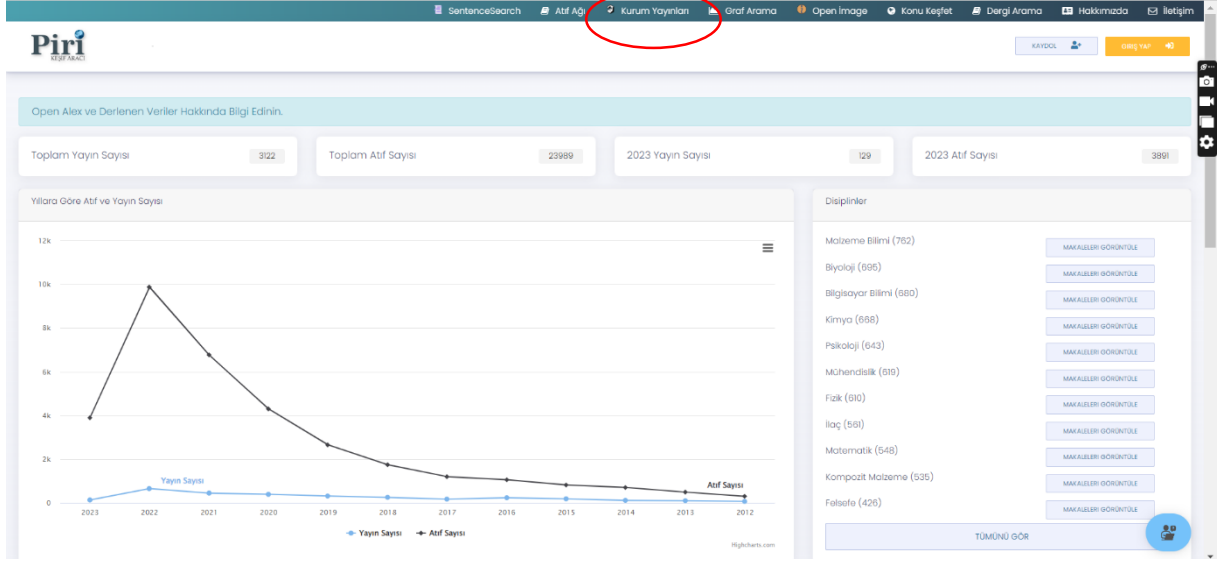 SentenceSearch Atıf Ağı Kurum Yayınları Graf Arama Open İmage Konu Keşfet Dergi Arama Hakkımızda İletişim
Piri
KEŞİF ARACI
KAYDOL GİRİŞ YAP
Open Alex ve Derlenen Veriler Hakkında Bilgi Edinin.
Toplam Yayın Sayısı 3122 Toplam Atıf Sayısı 23989 2023 Yayın Sayısı 129 2023 Atıf Sayısı 3891
Yıllara Göre Atıf ve Yayın Sayısı
12k
10k
8k
6k
4k
2k
0
Yayın Sayısı
Atıf Sayısı
2023 2022 2021 2020 2019 2018 2017 2016 2015 2014 2013 2012
Yayın Sayısı Atıf Sayısı
Highcharts.com
Disiplinler
Malzeme Bilimi (762) MAKALELERİ GÖRÜNTÜLE
Biyoloji (695) MAKALELERİ GÖRÜNTÜLE
Bilgisayar Bilimi (680) MAKALELERİ GÖRÜNTÜLE
Kimya (668) MAKALELERİ GÖRÜNTÜLE
Psikoloji (643) MAKALELERİ GÖRÜNTÜLE
Mühendislik (619) MAKALELERİ GÖRÜNTÜLE
Fizik (610) MAKALELERİ GÖRÜNTÜLE
İlaç (561) MAKALELERİ GÖRÜNTÜLE
Matematik (548) MAKALELERİ GÖRÜNTÜLE
Kompozit Malzeme (535) MAKALELERİ GÖRÜNTÜLE
Felsefe (426) MAKALELERİ GÖRÜNTÜLE
TÜMÜNÜ GÖR